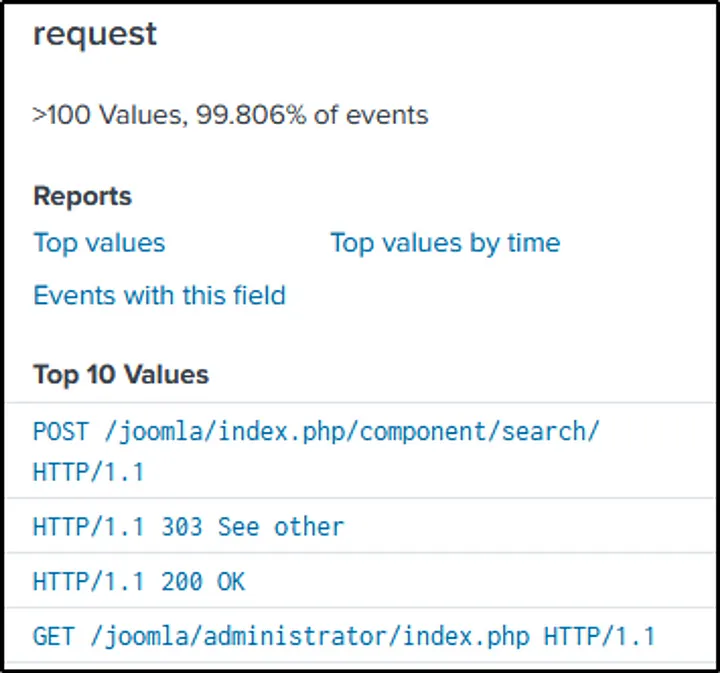 request
>100 Values, 99.806% of events
Reports
Top values
Top values by time
Events with this field
Top 10 Values
POST /joomla/index.php/component/search/
HTTP/1.1
HTTP/1.1 303 See other
HTTP/1.1 200 OK
GET /joomla/administrator/index.php HTTP/1.1